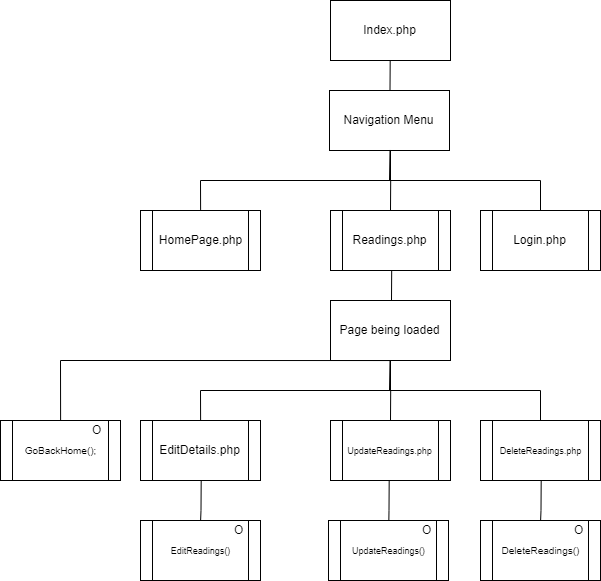 Index.php
Navigation Menu
HomePage.php
Readings.php
Login.php
Page being loaded
O
GoBackHome();
EditDetails.php
UpdateReadings.php
DeleteReadings.php
O
EditReadings()
O
UpdateReadings()
O
DeleteReadings()